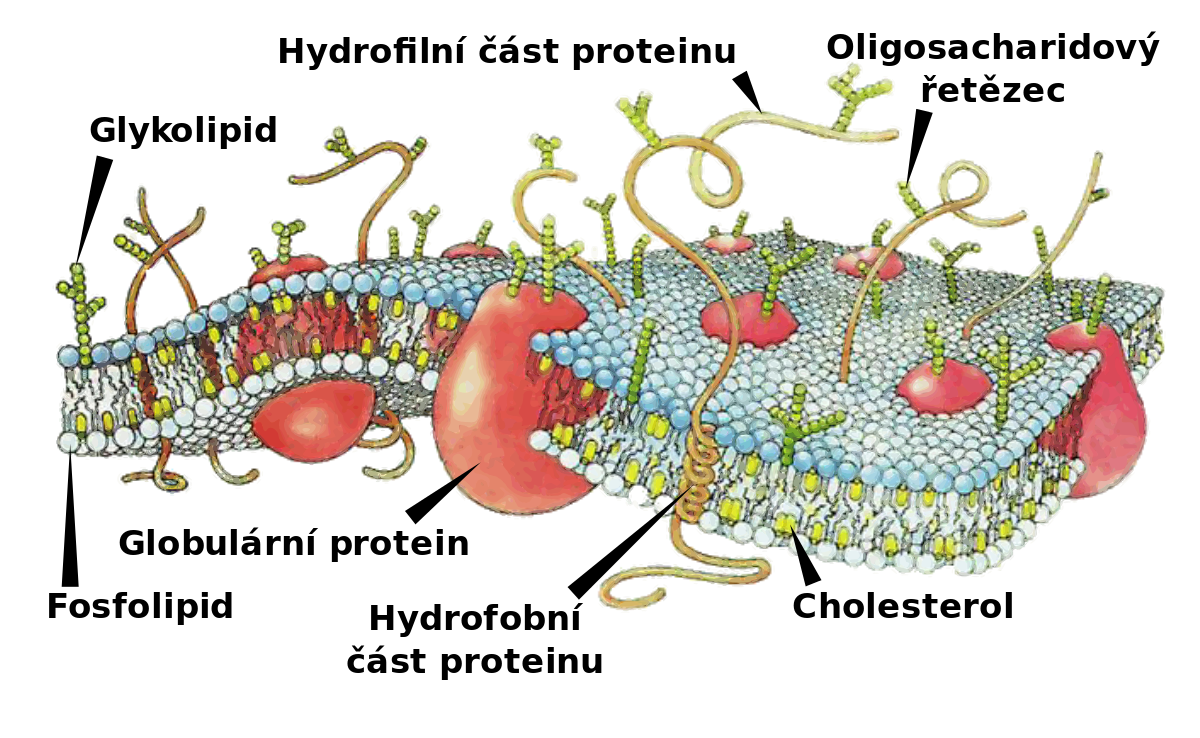 Hydrofilní část proteinu
Oligosacharidový
řetězec
Glykolipid
Globulární protein
Fosfolipid
Hydrofobní
část proteinu
Cholesterol